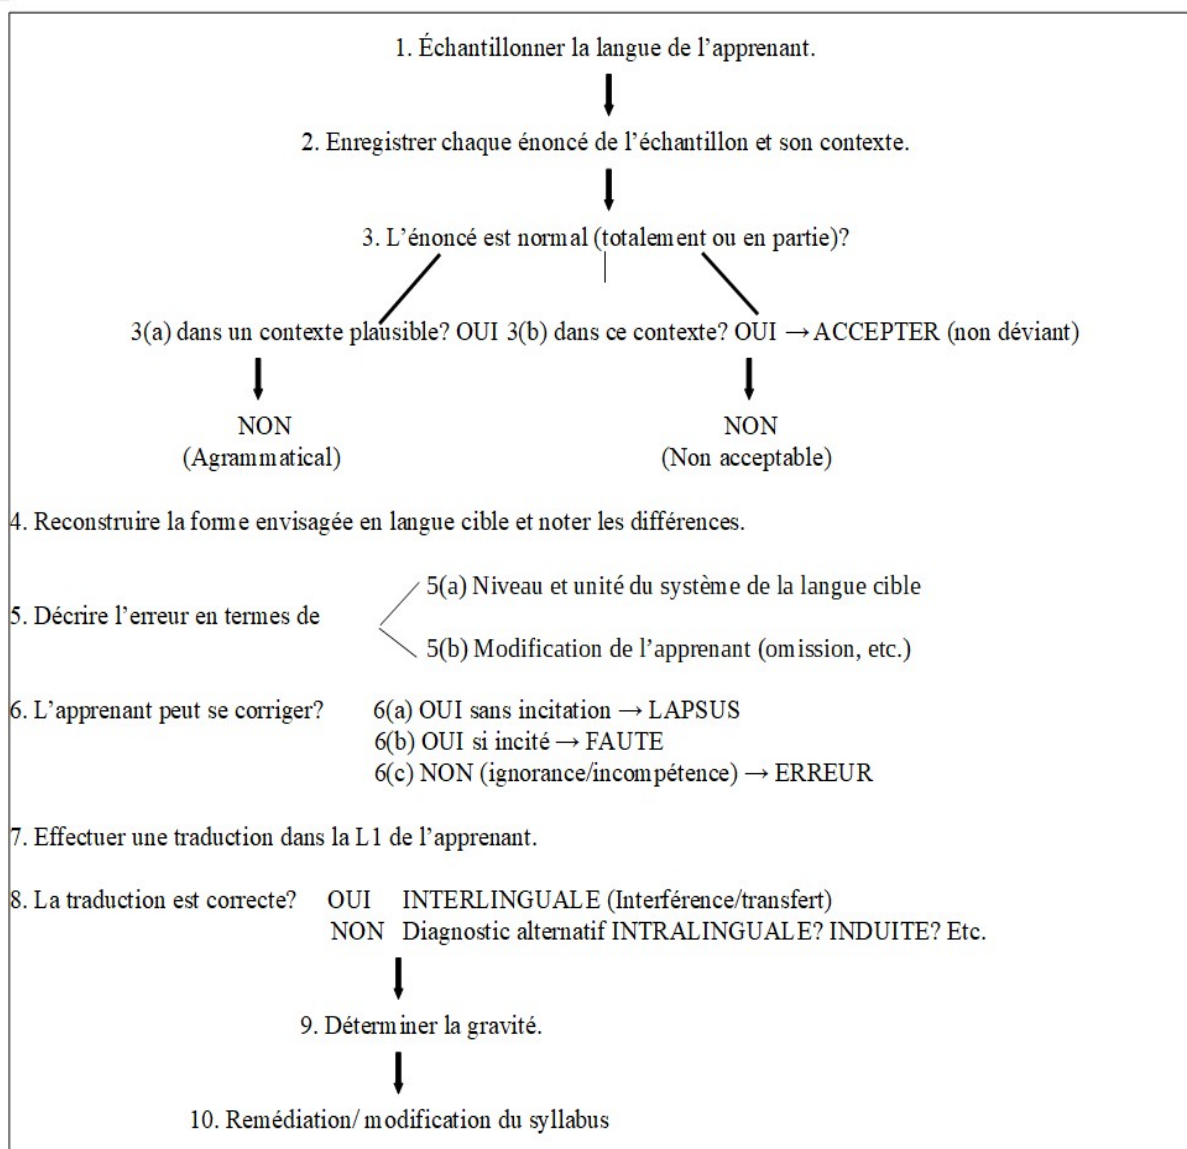 1. Échantillonner la langue de l’apprenant.
2. Enregistrer chaque énoncé de l’échantillon et son contexte.
3. L’énoncé est normal (totalement ou en partie)?
3(a) dans un contexte plausible? OUI 3(b) dans ce contexte? OUI → ACCEPTER (non déviant)
NON NON
(Agrammatical) (Non acceptable)
4. Reconstruire la forme envisagée en langue cible et noter les différences.
5(a) Niveau et unité du système de la langue cible
5. Décrire l’erreur en termes de
5(b) Modification de l’apprenant (omission, etc.)
6. L’apprenant peut se corriger? 6(a) OUI sans incitation → LAPSUS
6(b) OUI si incité → FAUTE
6(c) NON (ignorance/incompétence) → ERREUR
7. Effectuer une traduction dans la L1 de l’apprenant.
8. La traduction est correcte? OUI INTERLINGUALE (Interférence/transfert)
NON Diagnostic alternatif INTRALINGUALE? INDUITE? Etc.
9. Déterminer la gravité.
10. Remédiation/ modification du syllabus